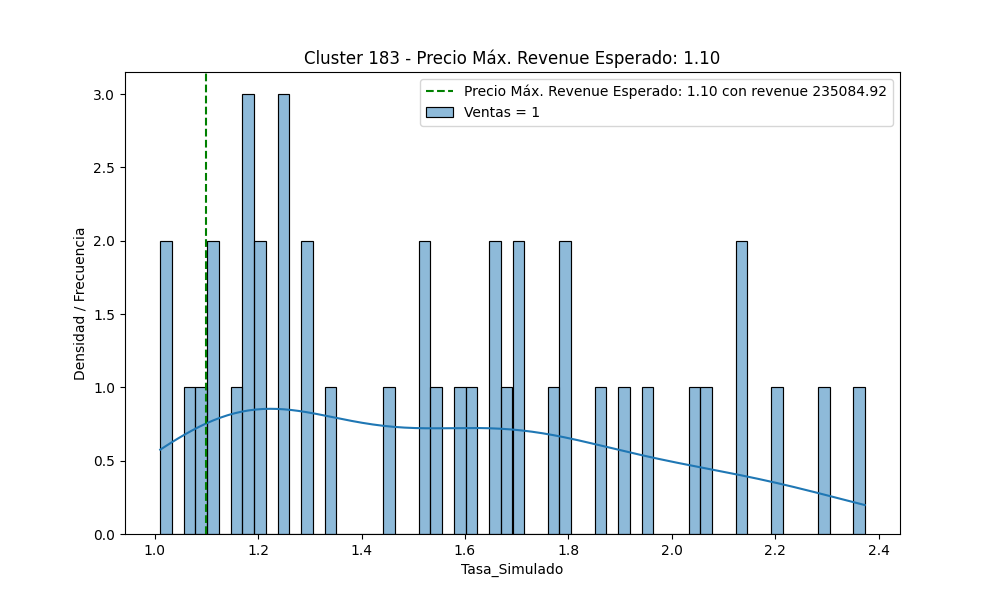 Cluster 183 - Precio Máx. Revenue Esperado: 1.10
Precio Máx. Revenue Esperado: 1.10 con revenue 235084.92
Ventas = 1
Densidad / Frecuencia
3.0
2.5
2.0
1.5
1.0
0.5
0.0
1.0 1.2 1.4 1.6 1.8 2.0 2.2 2.4
Tasa_Simulado